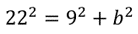 22² = 9² + b²